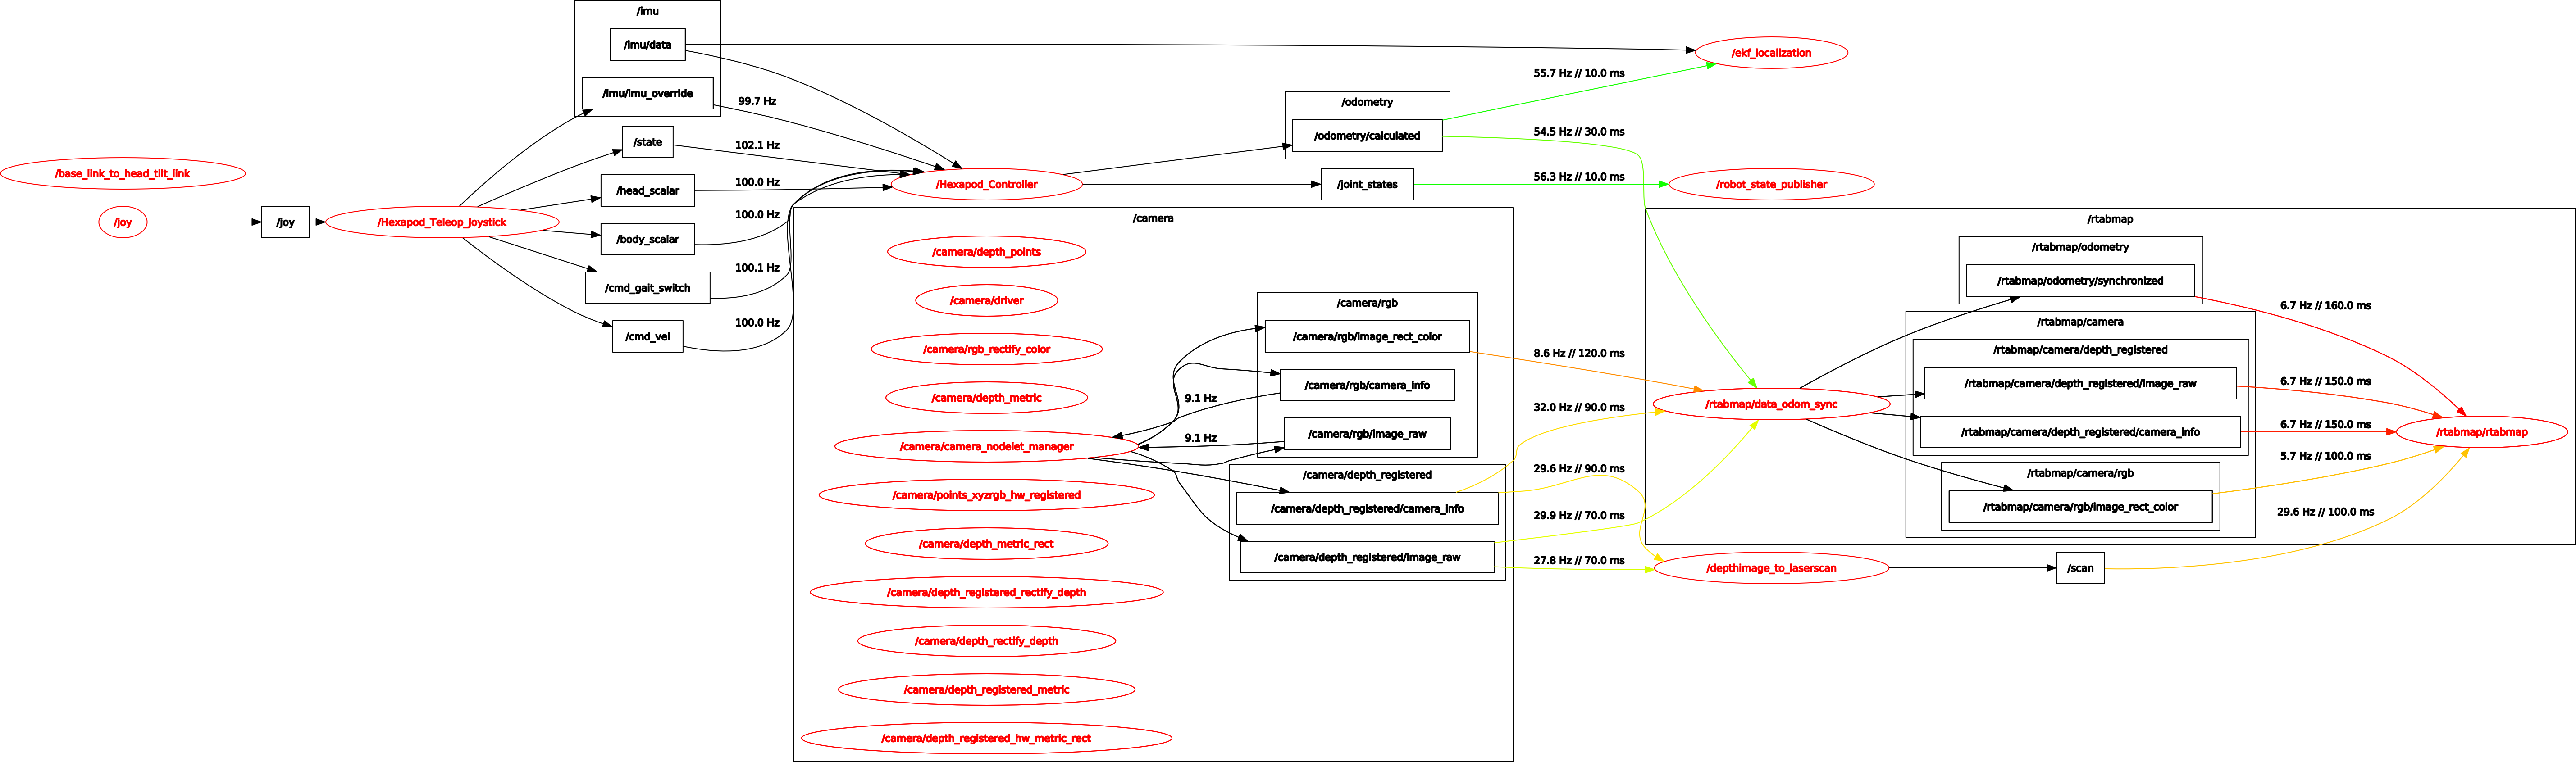 /imu
/imu/data
/imu/imu_override
/state
/head_scalar
/body_scalar
/cmd_gait_switch
/cmd_vel
/base_link_to_head_tilt_link
/joy
/joy
/Hexapod_Teleop_Joystick
99.7 Hz
102.1 Hz
100.0 Hz
100.0 Hz
100.1 Hz
100.0 Hz
/Hexapod_Controller
/odometry
/odometry/calculated
/joint_states
55.7 Hz // 10.0 ms
54.5 Hz // 30.0 ms
56.3 Hz // 10.0 ms
/ekf_localization
/robot_state_publisher
/camera
/camera/depth_points
/camera/driver
/camera/rgb_rectify_color
/camera/depth_metric
/camera/camera_nodelet_manager
/camera/points_xyzrgb_hw_registered
/camera/depth_metric_rect
/camera/depth_registered_rectify_depth
/camera/depth_rectify_depth
/camera/depth_registered_metric
/camera/depth_registered_hw_metric_rect
9.1 Hz
9.1 Hz
/camera/rgb
/camera/rgb/image_rect_color
/camera/rgb/camera_info
/camera/rgb/image_raw
/camera/depth_registered
/camera/depth_registered/camera_info
/camera/depth_registered/image_raw
8.6 Hz // 120.0 ms
32.0 Hz // 90.0 ms
29.6 Hz // 90.0 ms
29.9 Hz // 70.0 ms
27.8 Hz // 70.0 ms
/rtabmap
/rtabmap/data_odom_sync
/depthimage_to_laserscan
/rtabmap/odometry
/rtabmap/odometry/synchronized
/rtabmap/camera
/rtabmap/camera/depth_registered
/rtabmap/camera/depth_registered/image_raw
/rtabmap/camera/depth_registered/camera_info
/rtabmap/camera/rgb
/rtabmap/camera/rgb/image_rect_color
/scan
6.7 Hz // 160.0 ms
6.7 Hz // 150.0 ms
6.7 Hz // 150.0 ms
5.7 Hz // 100.0 ms
29.6 Hz // 100.0 ms
/rtabmap/rtabmap